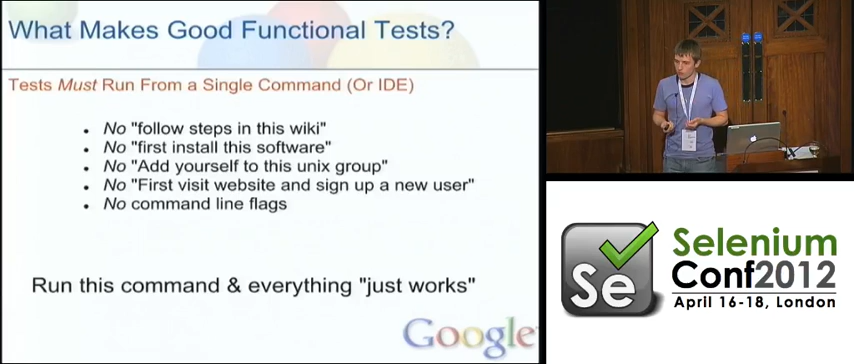 What Makes Good Functional Tests?
Tests Must Run From a Single Command (Or IDE)
• No "follow steps in this wiki"
• No "first install this software"
• No "Add yourself to this unix group"
• No "First visit website and sign up a new user"
• No command line flags
Run this command & everything "just works"
Google
Se
Selenium
Conf2012
April 16-18, London